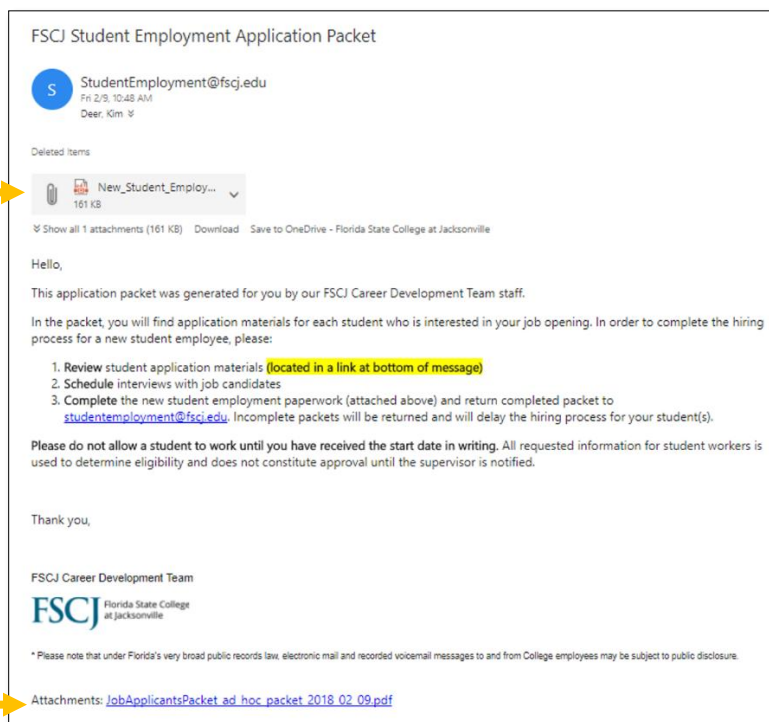 FSCJ Student Employment Application Packet
S
StudentEmployment@fscj.edu
Fri 2/9, 10:48 AM
Deer, Kim
Deleted Items
New_Student_Employ...
161 KB
Show all 1 attachments (161 KB) Download Save to OneDrive - Florida State College at Jacksonville
Hello,
This application packet was generated for you by our FSCJ Career Development Team staff.
In the packet, you will find application materials for each student who is interested in your job opening. In order to complete the hiring
process for a new student employee, please:
1. Review student application materials (located in a link at bottom of message)
2. Schedule interviews with job candidates
3. Complete the new student employment paperwork (attached above) and return completed packet to
studentemployment@fscj.edu. Incomplete packets will be returned and will delay the hiring process for your student(s).
Please do not allow a student to work until you have received the start date in writing. All requested information for student workers is
used to determine eligibility and does not constitute approval until the supervisor is notified.
Thank you,
FSCJ Career Development Team
FSCJ Florida State College
at Jacksonville
* Please note that under Florida's very broad public records law, electronic mail and recorded voicemail messages to and from College employees may be subject to public disclosure.
Attachments: JobApplicantsPacket_ad_hoc_packet_2018_02_09.pdf